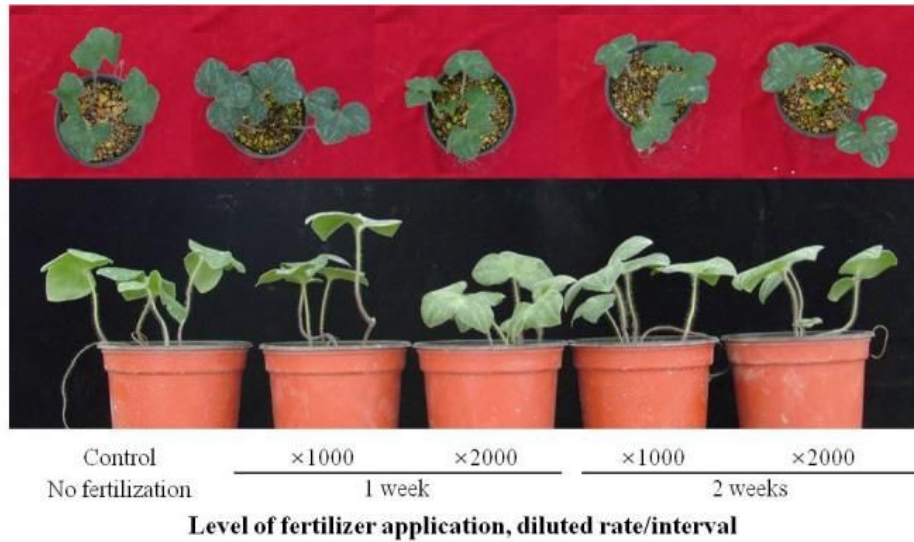 Control ×1000 ×2000 ×1000 ×2000
No fertilization 1 week 2 weeks
Level of fertilizer application, diluted rate/interval